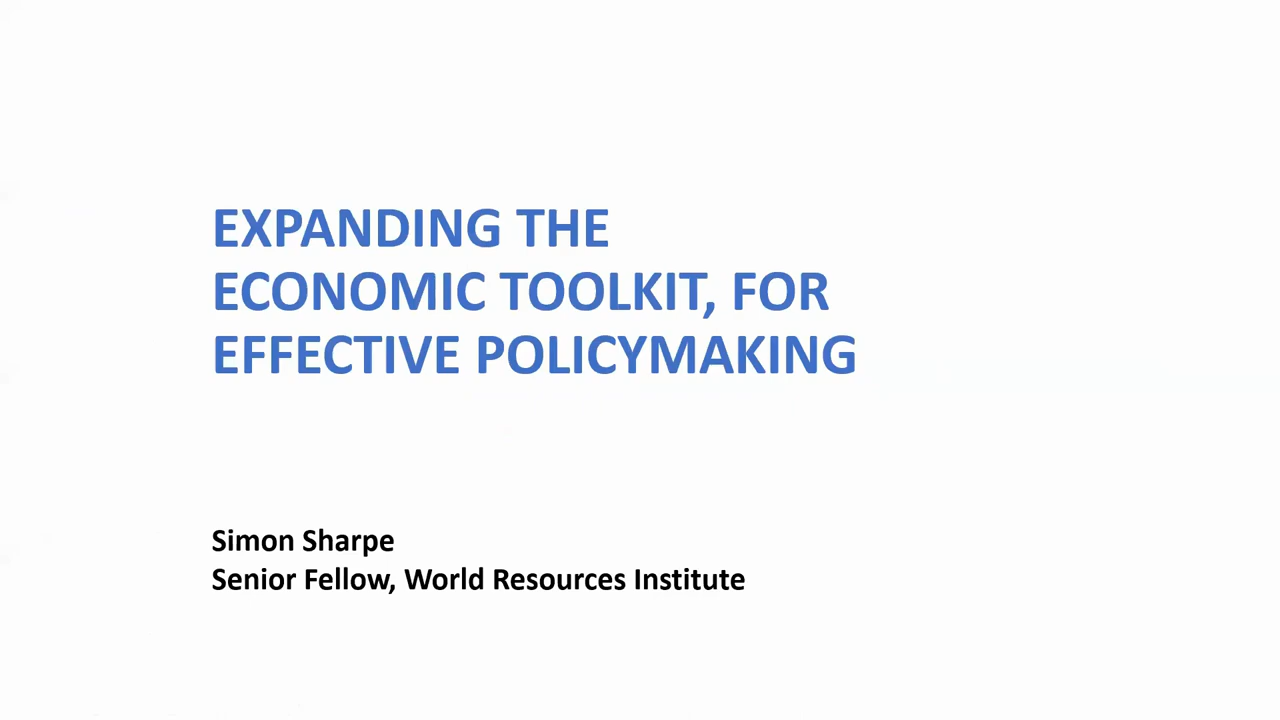 EXPANDING THE
ECONOMIC TOOLKIT, FOR
EFFECTIVE POLICYMAKING
Simon Sharpe
Senior Fellow, World Resources Institute